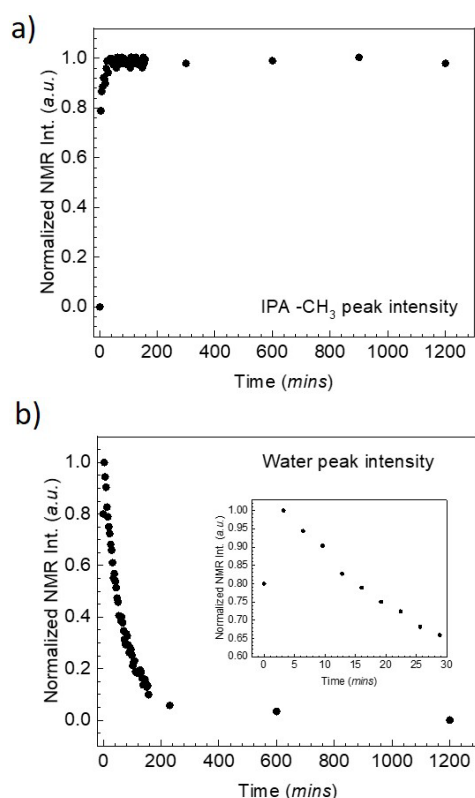 a)
Normalized NMR Int. (a.u.)
1.0
0.8
0.6
0.4
0.2
0.0
IPA -CH₃ peak intensity
0 200 400 600 800 1000 1200
Time (mins)
b)
Normalized NMR Int. (a.u.)
1.0
0.8
0.6
0.4
0.2
0.0
Water peak intensity
Normalized NMR Int. (a.u.)
1.00
0.95
0.90
0.85
0.80
0.75
0.70
0.65
0.60
0 5 10 15 20 25 30
Time (mins)
0 200 400 600 800 1000 1200
Time (mins)